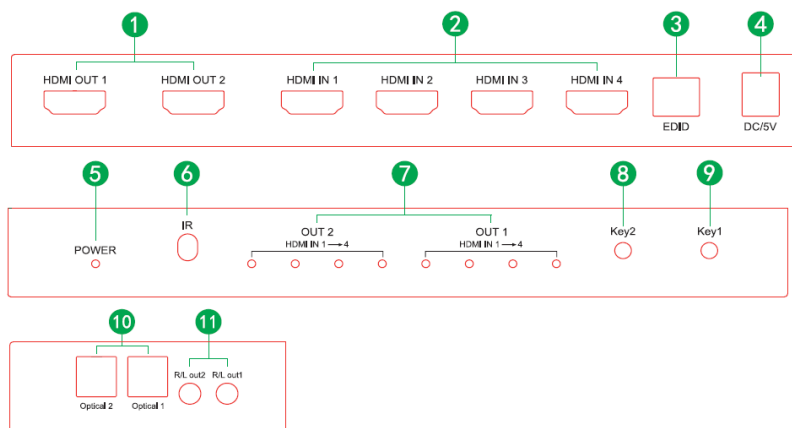 1 2 3 4
HDMI OUT 1 HDMI OUT 2 HDMI IN 1 HDMI IN 2 HDMI IN 3 HDMI IN 4
EDID DC/5V
5 6 7 8 9
IR
POWER
OUT 2 OUT 1
HDMI IN 1→4 HDMI IN 1→4
Key2 Key1
10 11
R/L out2 R/L out1
Optical 2 Optical 1